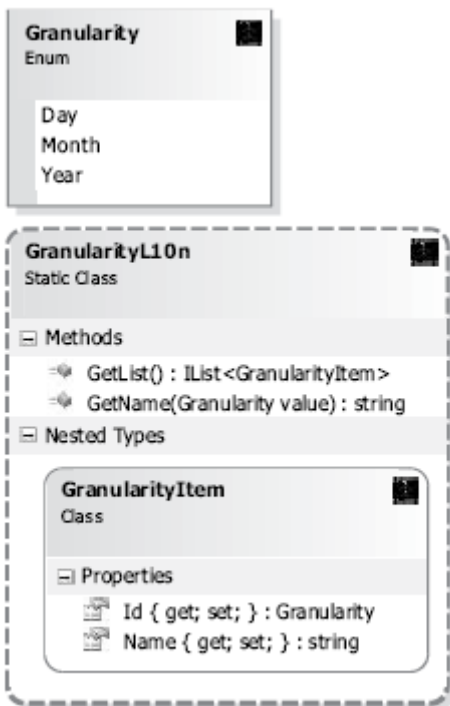 Granularity
Enum
Day
Month
Year
GranularityL10n
Static Class
Methods
GetList() : IList<GranularityItem>
GetName(Granularity value) : string
Nested Types
GranularityItem
Class
Properties
Id { get; set; } : Granularity
Name { get; set; } : string